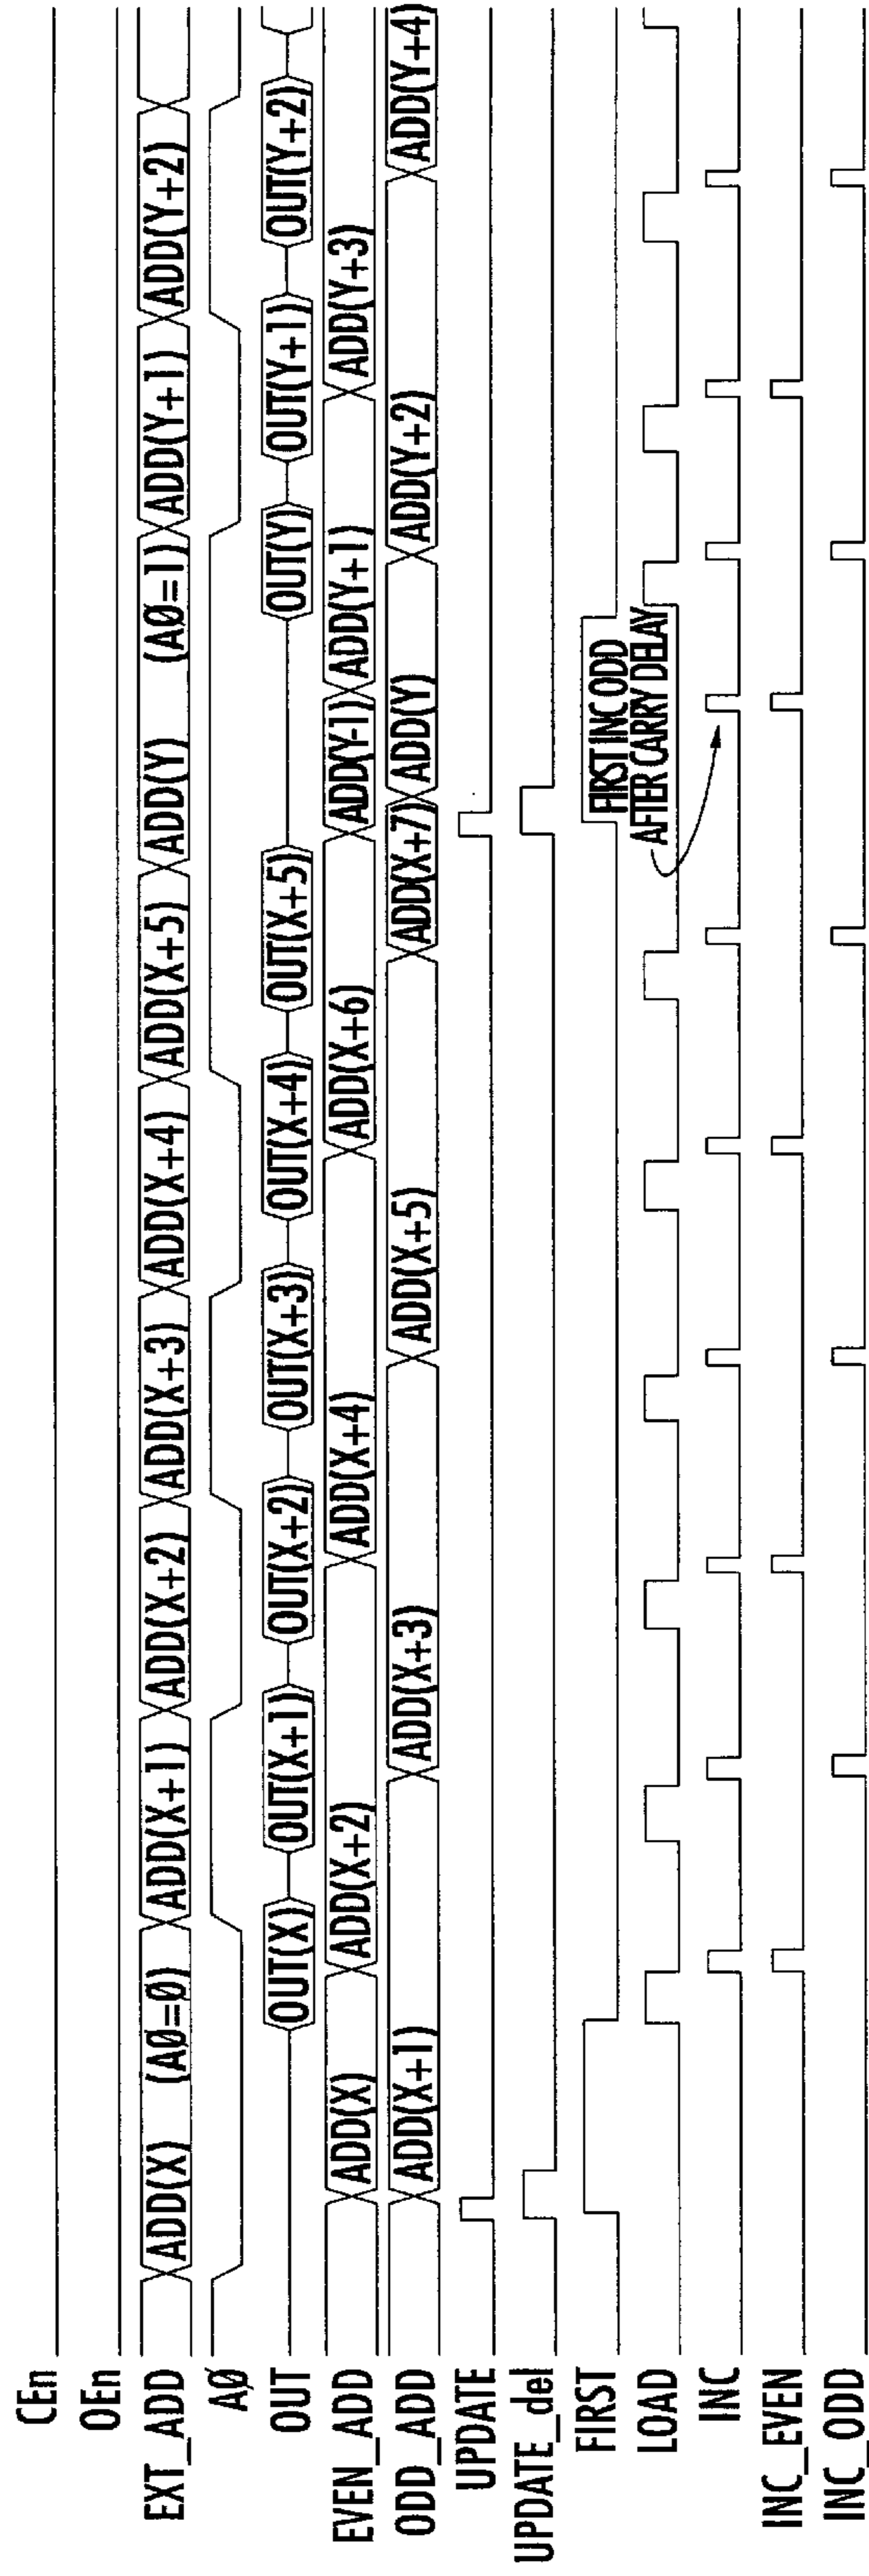 CEn
OEn
EXT_ADD ADD(X) (AØ=0) ADD(X+1) ADD(X+2) ADD(X+3) ADD(X+4) ADD(X+5) ADD(Y) (AØ=1) ADD(Y+1) ADD(Y+2)
AØ
OUT OUT(X) OUT(X+1) OUT(X+2) OUT(X+3) OUT(X+4) OUT(X+5) OUT(Y) OUT(Y+1) OUT(Y+2)
EVEN_ADD ADD(X) ADD(X+2) ADD(X+4) ADD(X+6) ADD(Y-1) ADD(Y+1) ADD(Y+3)
ODD_ADD ADD(X+1) ADD(X+3) ADD(X+5) ADD(X+7) ADD(Y) ADD(Y+2) ADD(Y+4)
UPDATE
UPDATE_del
FIRST
FIRST INC ODD
AFTER CARRY DELAY
LOAD
INC
INC_EVEN
INC_ODD